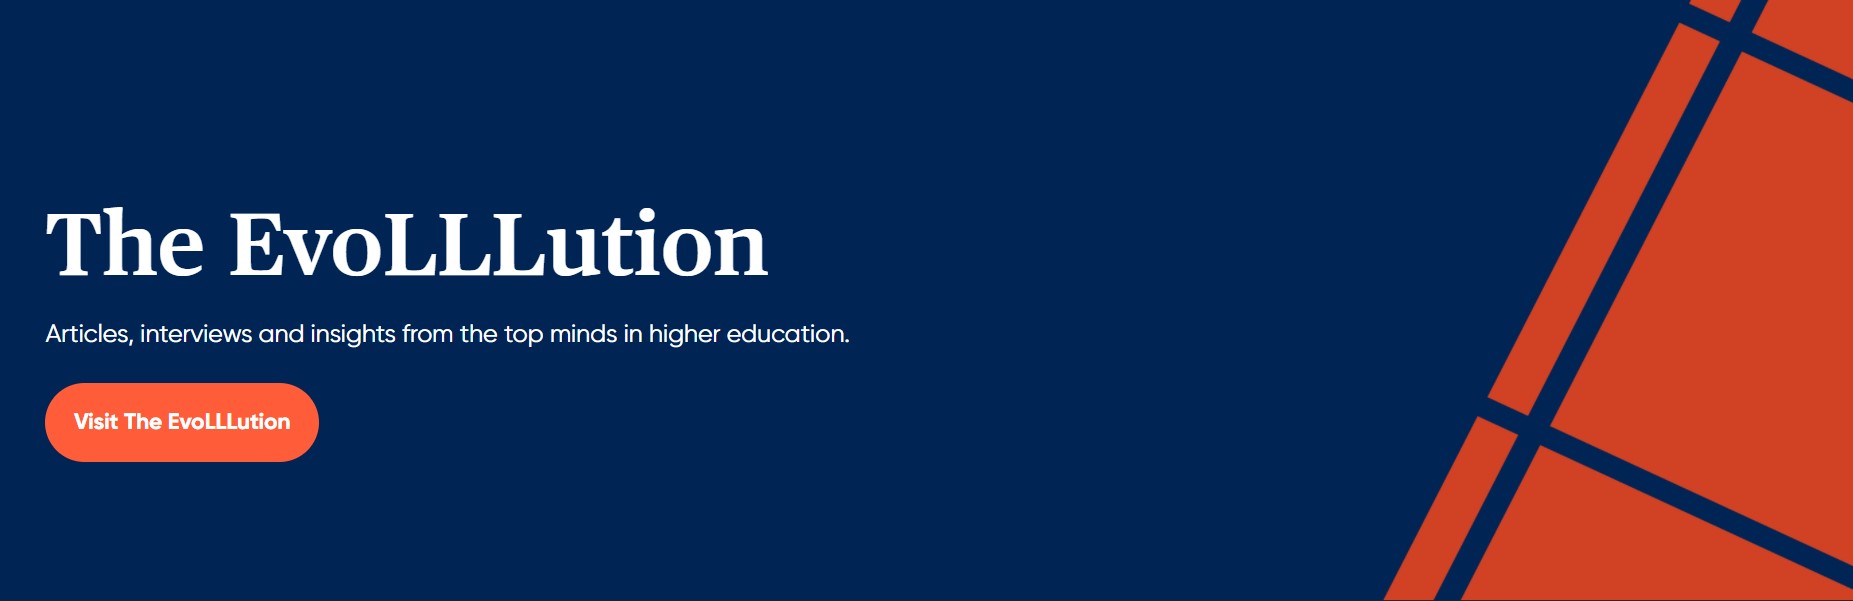 The EvoLLLution
Articles, interviews and insights from the top minds in higher education.
Visit The EvoLLLution